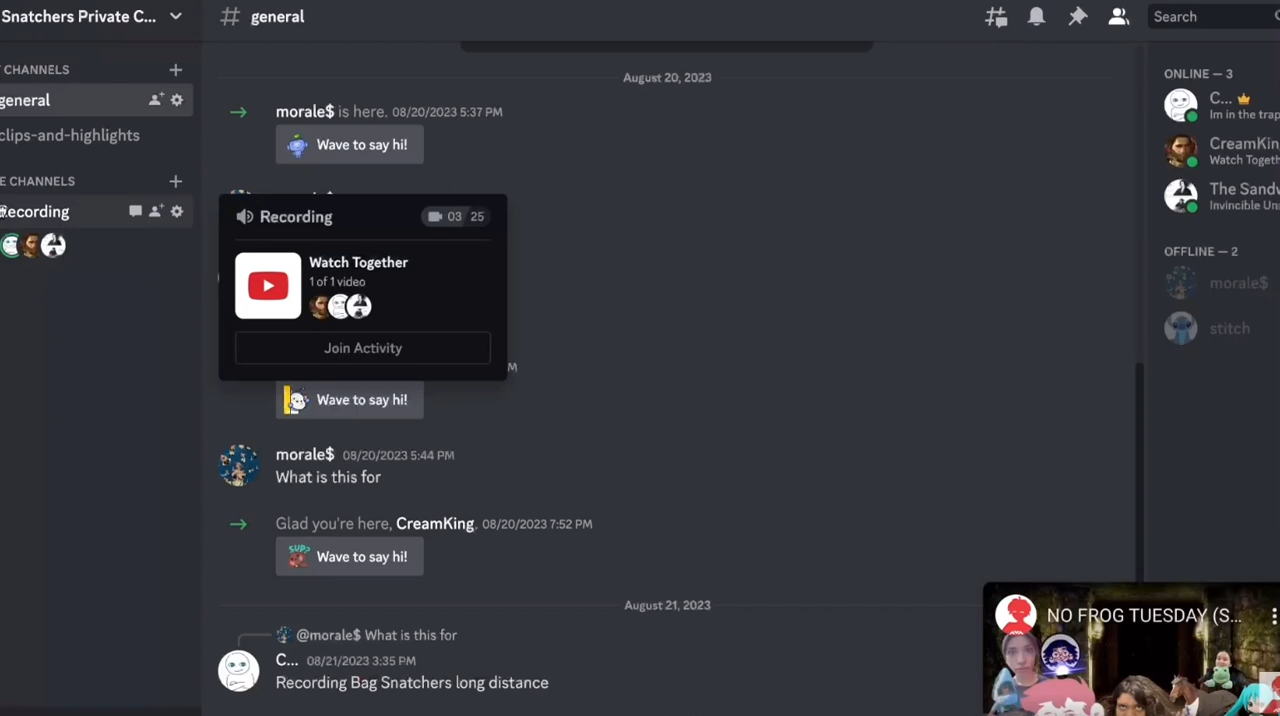 Snatchers Private C...
general
Search
CHANNELS
general
clips-and-highlights
CHANNELS
Recording
August 20, 2023
morale$ is here. 08/20/2023 5:37 PM
Wave to say hi!
Recording
03 25
Watch Together
1 of 1 video
Join Activity
M
Wave to say hi!
morale$ 08/20/2023 5:44 PM
What is this for
Glad you're here, CreamKing. 08/20/2023 7:52 PM
SUP?
Wave to say hi!
August 21, 2023
@morale$ What is this for
C... 08/21/2023 3:35 PM
Recording Bag Snatchers long distance
ONLINE — 3
C...
Im in the trap
CreamKin
Watch Togeth
The Sandw
Invincible Un
OFFLINE — 2
morale$
stitch
NO FROG TUESDAY (S...